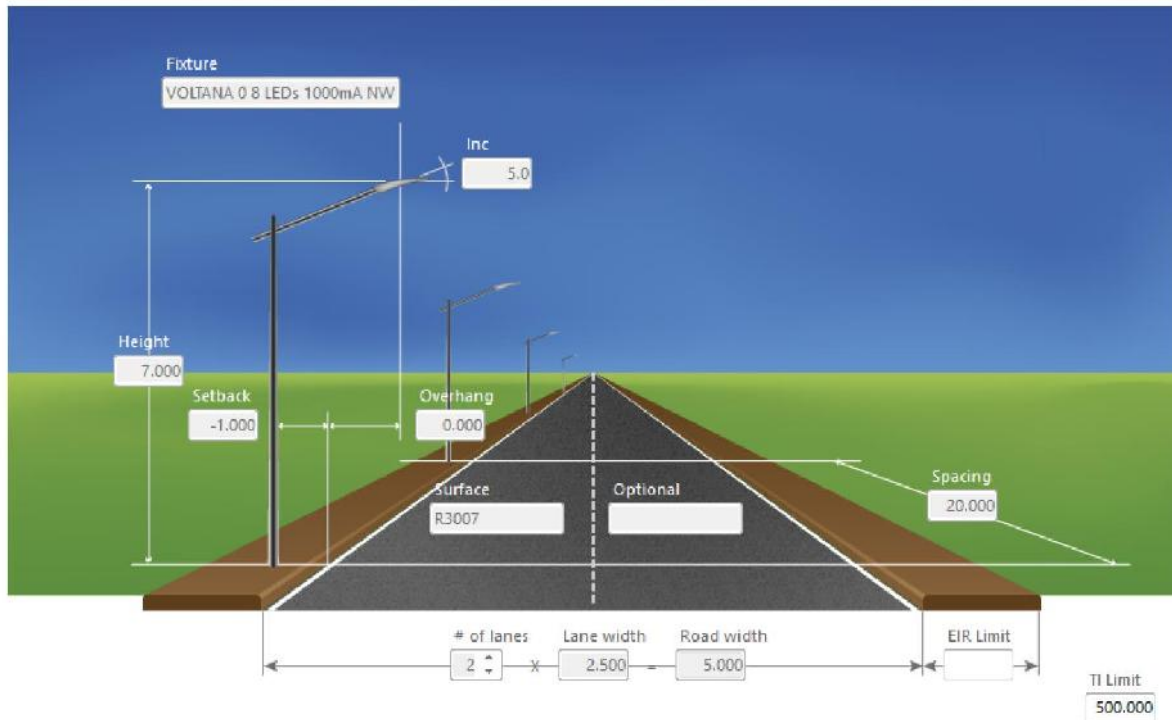 Fixture
VOLTANA 0 8 LEDs 1000mA NW
Inc
5.0
Height
7.000
Setback
-1.000
Overhang
0.000
Spacing
20.000
Surface
R3007
Optional
# of lanes
2
x
Lane width
2.500
=
Road width
5.000
EIR Limit
TI Limit
500.000